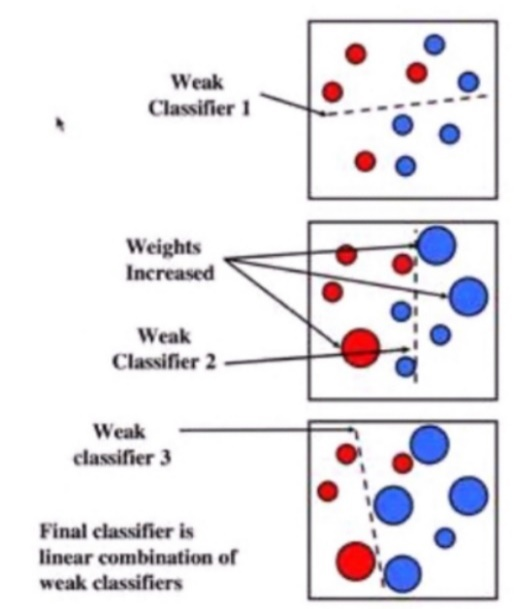 Weak
Classifier 1
Weights
Increased
Weak
Classifier 2
Weak
classifier 3
Final classifier is
linear combination of
weak classifiers